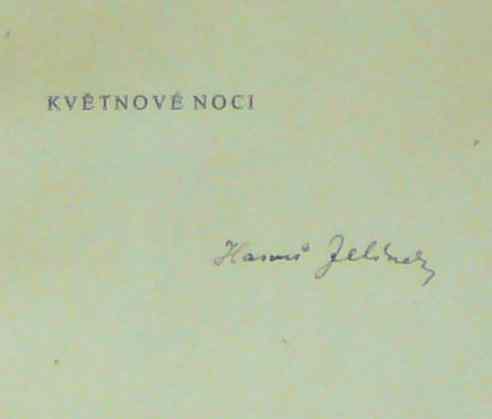 KVĚTNOVÉ NOCI
Hanuš Jelínek